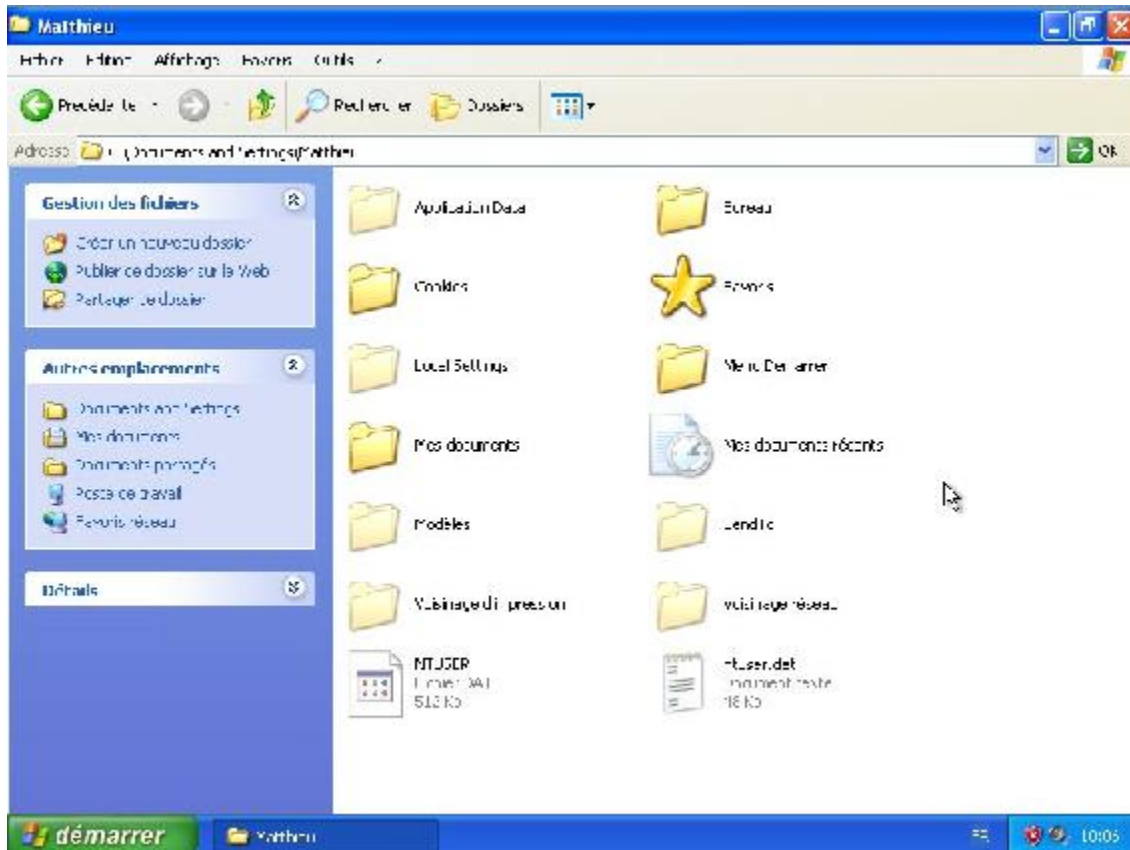 Matthieu
Fichier Edition Affichage Favoris Outils ?
Précédente Rechercher Dossiers
Adresse C:\Documents and Settings\Matthieu OK
Gestion des fichiers
Créer un nouveau dossier
Publier ce dossier sur le Web
Partager ce dossier
Autres emplacements
Documents and Settings
Mes documents
Documents partagés
Poste de travail
Favoris réseau
Détails
Application Data
Bureau
Cookies
Favoris
Local Settings
Menu Démarrer
Mes documents
Mes documents récents
Modèles
SendTo
Voisinage d'impression
Voisinage réseau
NTUSER
Fichier DAT
512 Ko
ntuser.dat
Document texte
48 Ko
démarrer
Matthieu
FR
10:05